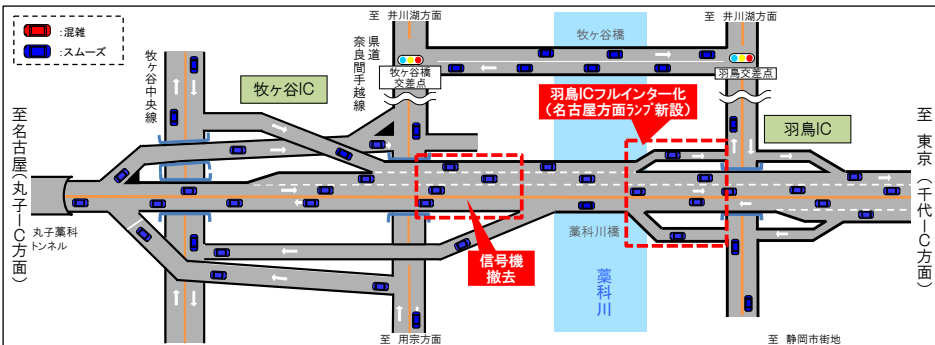 :混雑
:スムーズ
至 井川湖方面
至 井川湖方面
牧ヶ谷中央線
牧ヶ谷IC
県道
奈良間手越線
牧ヶ谷橋
交差点
牧ヶ谷橋
羽鳥交差点
羽鳥ICフルインター化
(名古屋方面ランプ新設)
羽鳥IC
至名古屋(丸子IC方面)
至 東京(千代IC方面)
丸子藁科
トンネル
信号機
撤去
藁科川橋
藁科川
至 用宗方面
至 静岡市街地